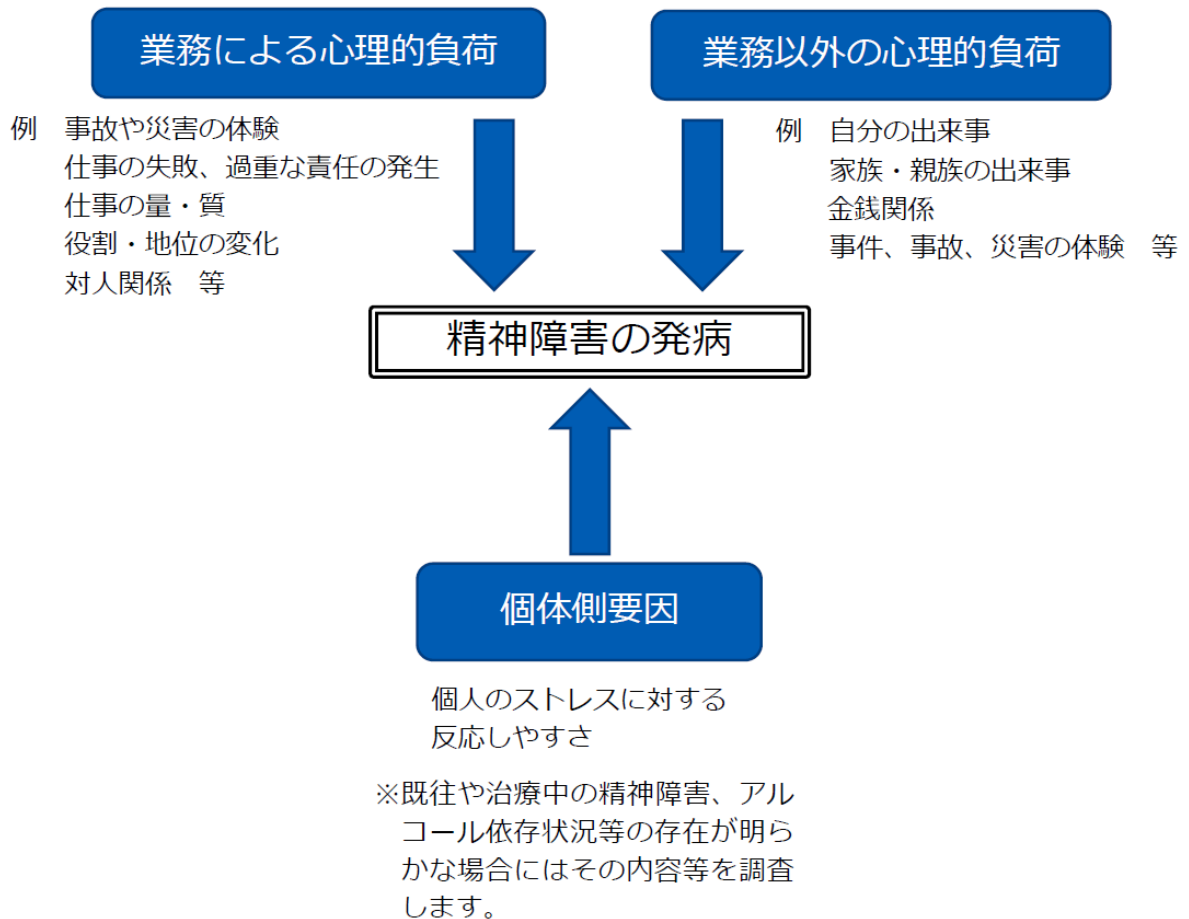 業務による心理的負荷
例　事故や災害の体験
仕事の失敗、過重な責任の発生
仕事の量・質
役割・地位の変化
対人関係　等
業務以外の心理的負荷
例　自分の出来事
家族・親族の出来事
金銭関係
事件、事故、災害の体験　等
精神障害の発病
個体側要因
個人のストレスに対する
反応しやすさ
※既往や治療中の精神障害、アル
コール依存状況等の存在が明ら
かな場合にはその内容等を調査
します。